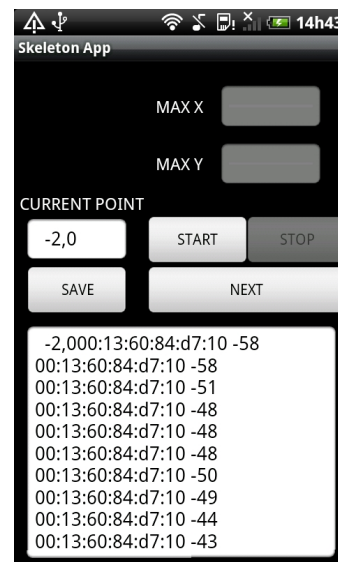 14h43
Skeleton App
MAX X
MAX Y
CURRENT POINT
-2,0 START STOP
SAVE NEXT
-2,000:13:60:84:d7:10 -58
00:13:60:84:d7:10 -58
00:13:60:84:d7:10 -51
00:13:60:84:d7:10 -48
00:13:60:84:d7:10 -48
00:13:60:84:d7:10 -48
00:13:60:84:d7:10 -50
00:13:60:84:d7:10 -49
00:13:60:84:d7:10 -44
00:13:60:84:d7:10 -43